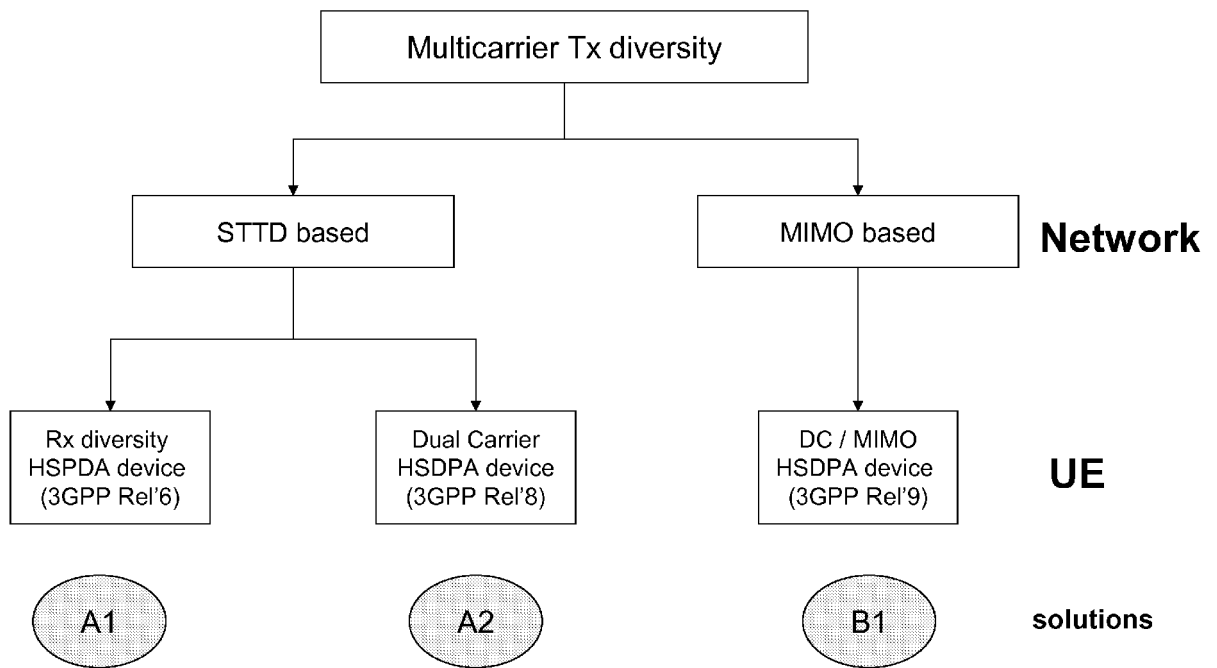 Multicarrier Tx diversity
STTD based
MIMO based
Network
Rx diversity
HSPDA device
(3GPP Rel'6)
Dual Carrier
HSDPA device
(3GPP Rel'8)
DC / MIMO
HSDPA device
(3GPP Rel'9)
UE
A1
A2
B1
solutions